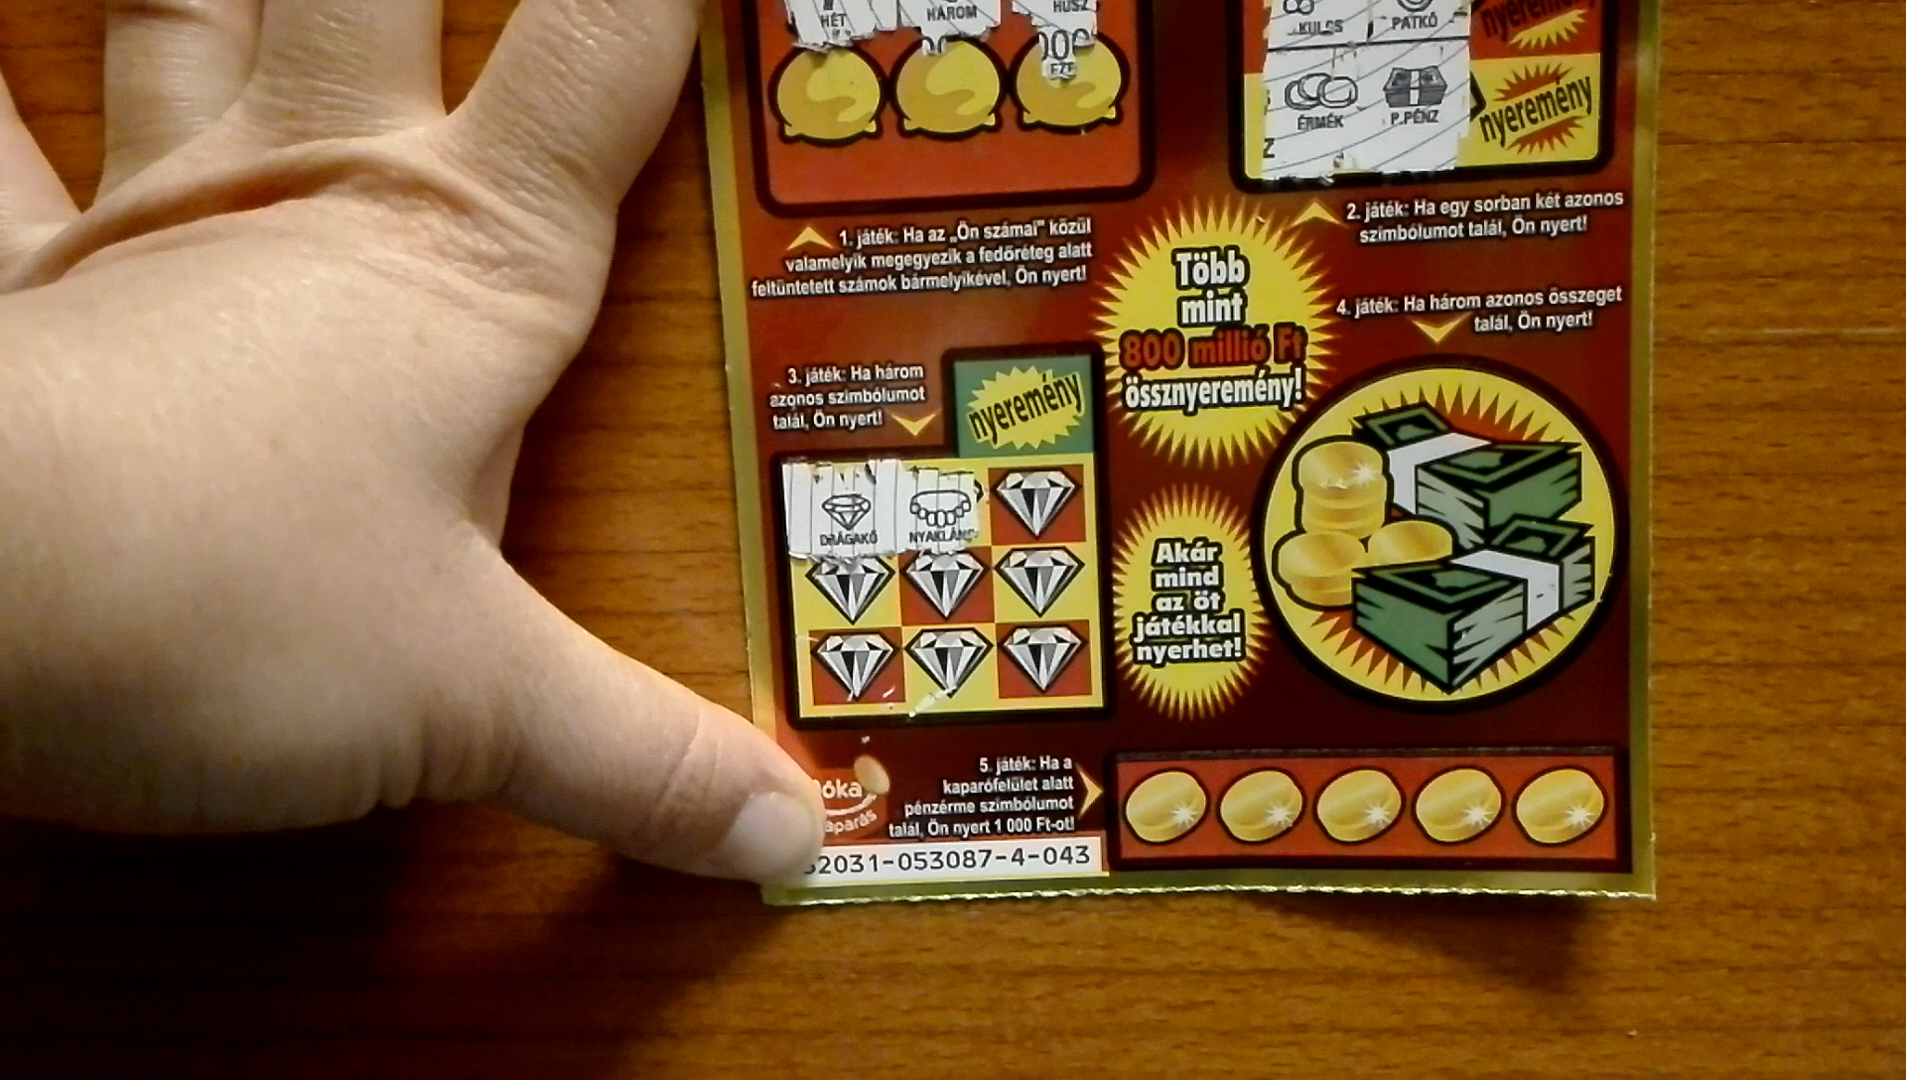 HÉT
HÁROM
HÚSZ
KULCS
PATKÓ
nyeremény
ÉRMÉK
P.PÉNZ
nyeremény
1. játék: Ha az „Ön számai" közül
valamelyik megegyezik a fedőréteg alatt
feltüntetett számok bármelyikével, Ön nyert!
2. játék: Ha egy sorban két azonos
szimbólumot talál, Ön nyert!
Több
mint
800 millió Ft
össznyeremény!
4. játék: Ha három azonos összeget
talál, Ön nyert!
3. játék: Ha három
azonos szimbólumot
talál, Ön nyert!
nyeremény
DRÁGAKŐ
NYAKLÁNC
Akár
mind
az öt
játékkal
nyerhet!
5. játék: Ha a
kaparófelület alatt
pénzérme szimbólumot
talál, Ön nyert 1 000 Ft-ot!
2031-053087-4-043